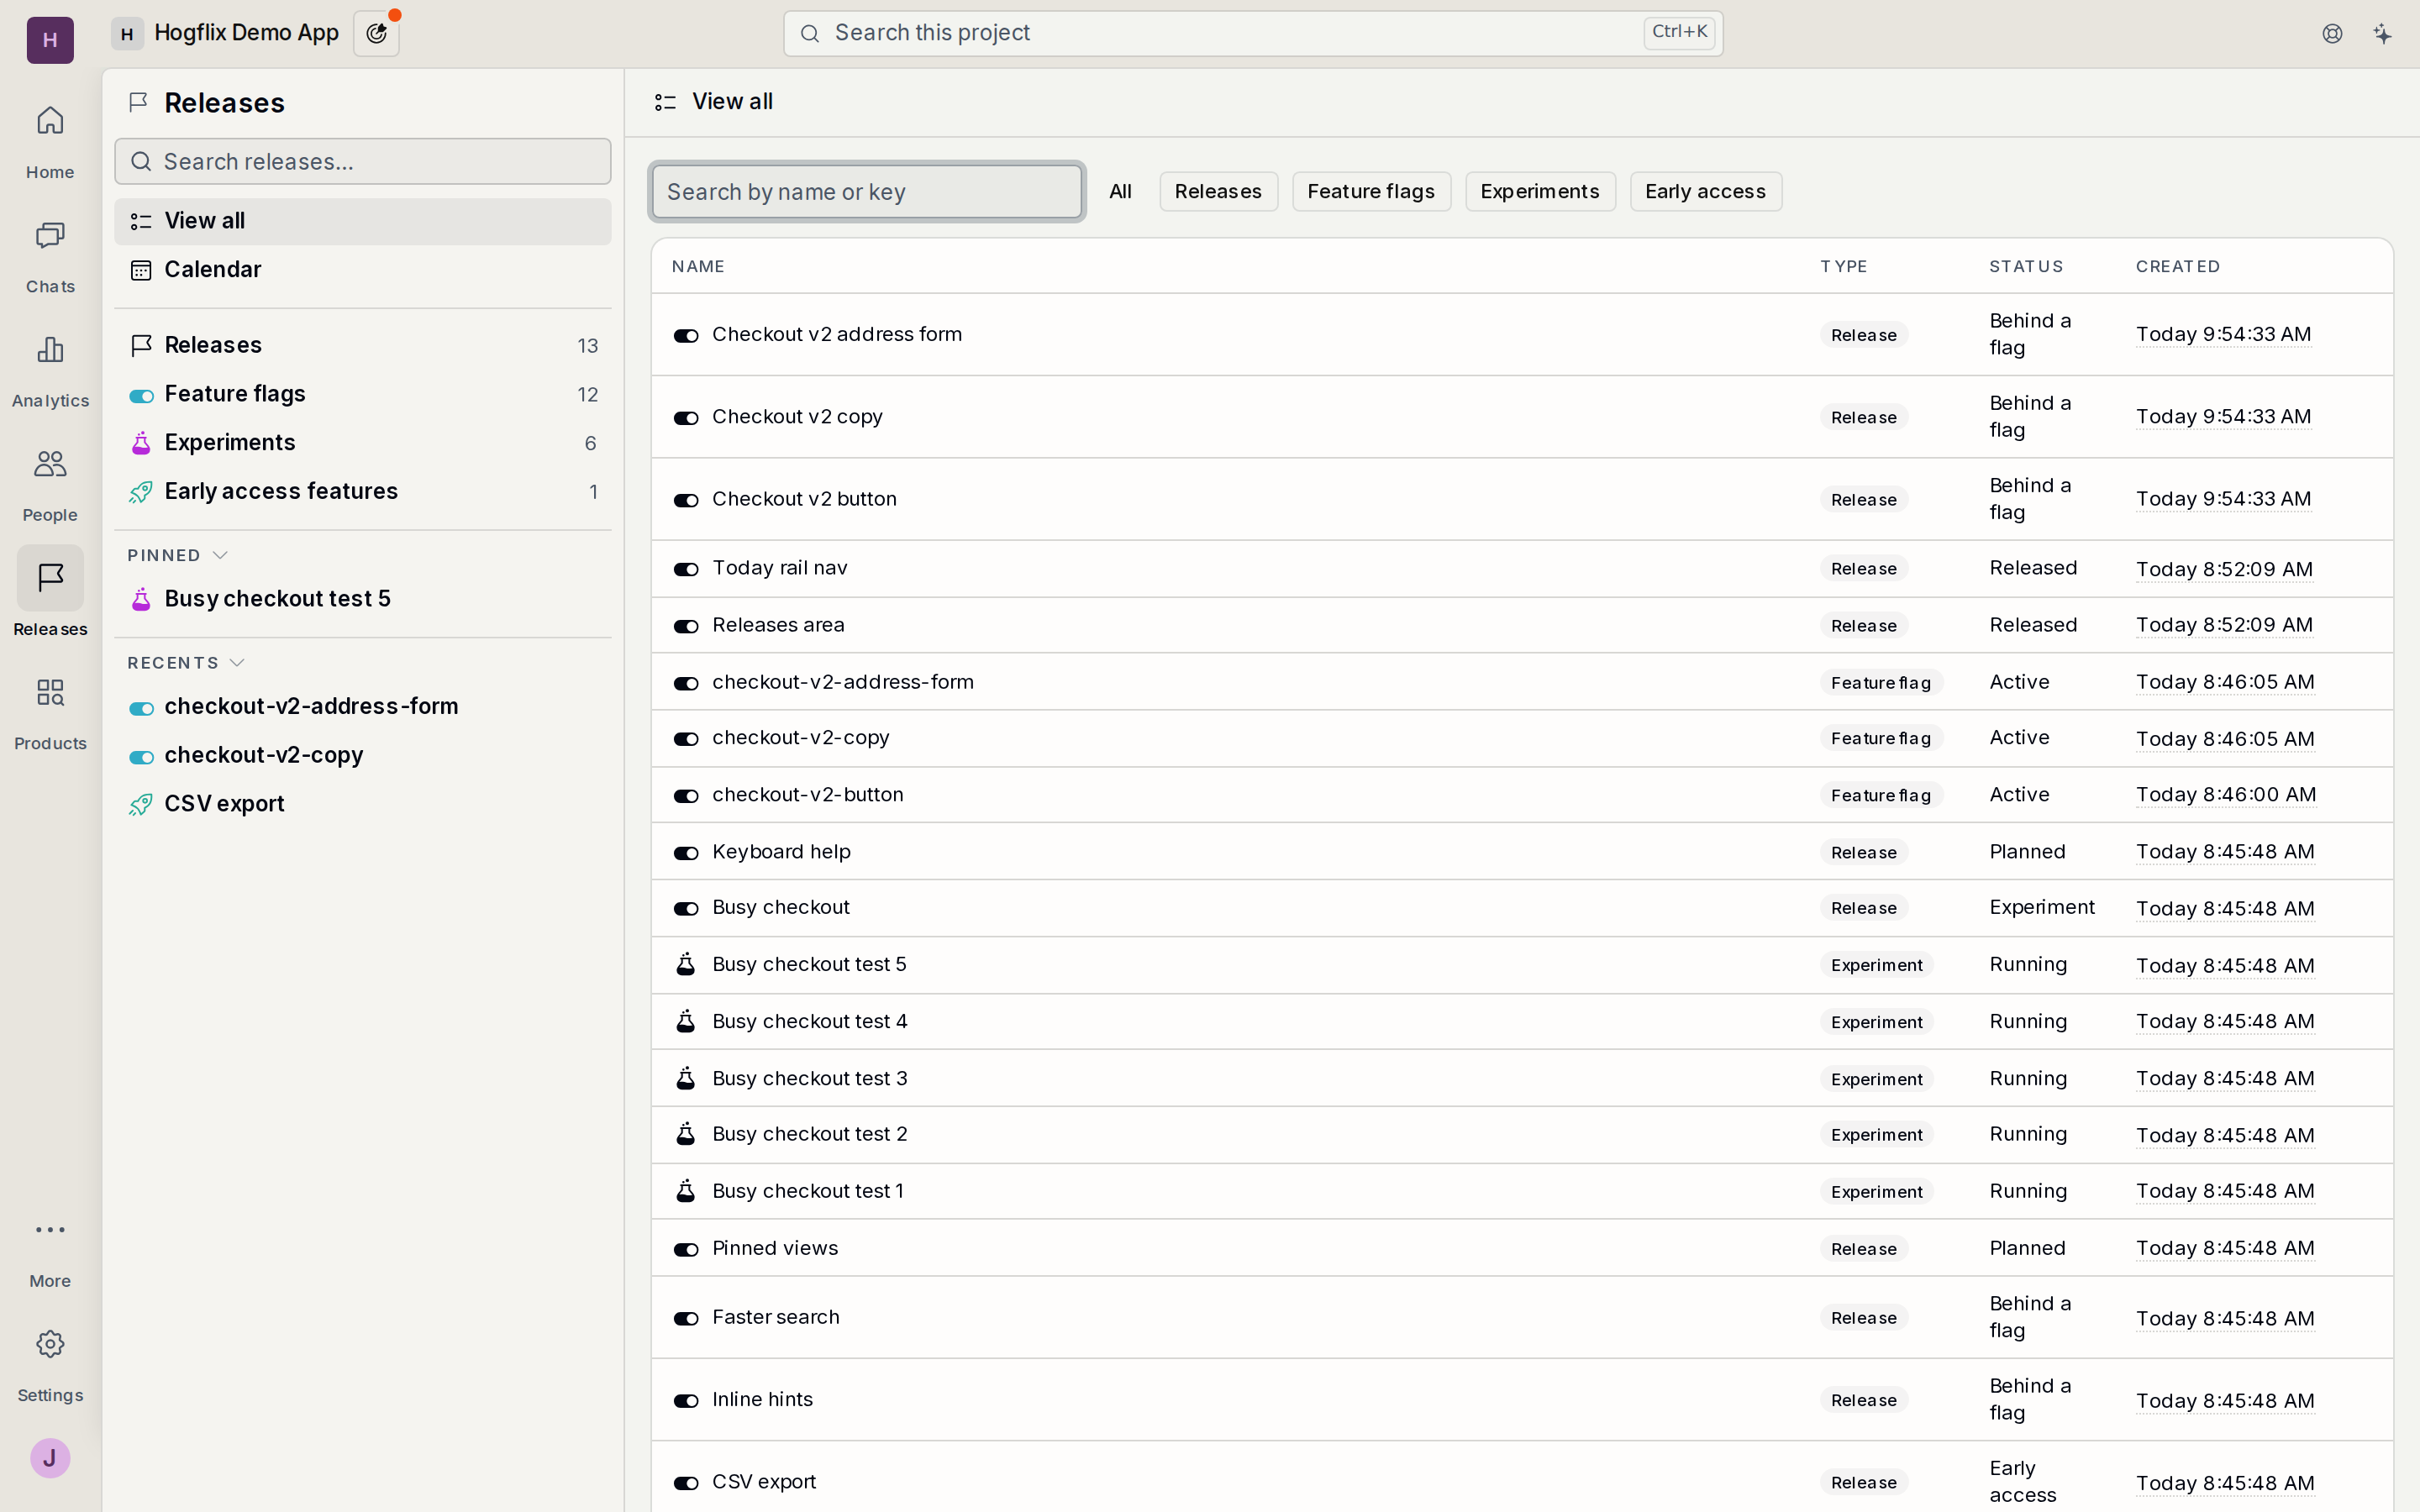 H
H Hogflix Demo App
Search this project
Ctrl+K
Home
Chats
Analytics
People
Releases
Products
More
Settings
J
Releases
Search releases...
View all
Calendar
Releases 13
Feature flags 12
Experiments 6
Early access features 1
PINNED
Busy checkout test 5
RECENTS
checkout-v2-address-form
checkout-v2-copy
CSV export
View all
Search by name or key
All Releases Feature flags Experiments Early access
NAME TYPE STATUS CREATED
Checkout v2 address form Release Behind a flag Today 9:54:33 AM
Checkout v2 copy Release Behind a flag Today 9:54:33 AM
Checkout v2 button Release Behind a flag Today 9:54:33 AM
Today rail nav Release Released Today 8:52:09 AM
Releases area Release Released Today 8:52:09 AM
checkout-v2-address-form Feature flag Active Today 8:46:05 AM
checkout-v2-copy Feature flag Active Today 8:46:05 AM
checkout-v2-button Feature flag Active Today 8:46:00 AM
Keyboard help Release Planned Today 8:45:48 AM
Busy checkout Release Experiment Today 8:45:48 AM
Busy checkout test 5 Experiment Running Today 8:45:48 AM
Busy checkout test 4 Experiment Running Today 8:45:48 AM
Busy checkout test 3 Experiment Running Today 8:45:48 AM
Busy checkout test 2 Experiment Running Today 8:45:48 AM
Busy checkout test 1 Experiment Running Today 8:45:48 AM
Pinned views Release Planned Today 8:45:48 AM
Faster search Release Behind a flag Today 8:45:48 AM
Inline hints Release Behind a flag Today 8:45:48 AM
CSV export Release Early access Today 8:45:48 AM